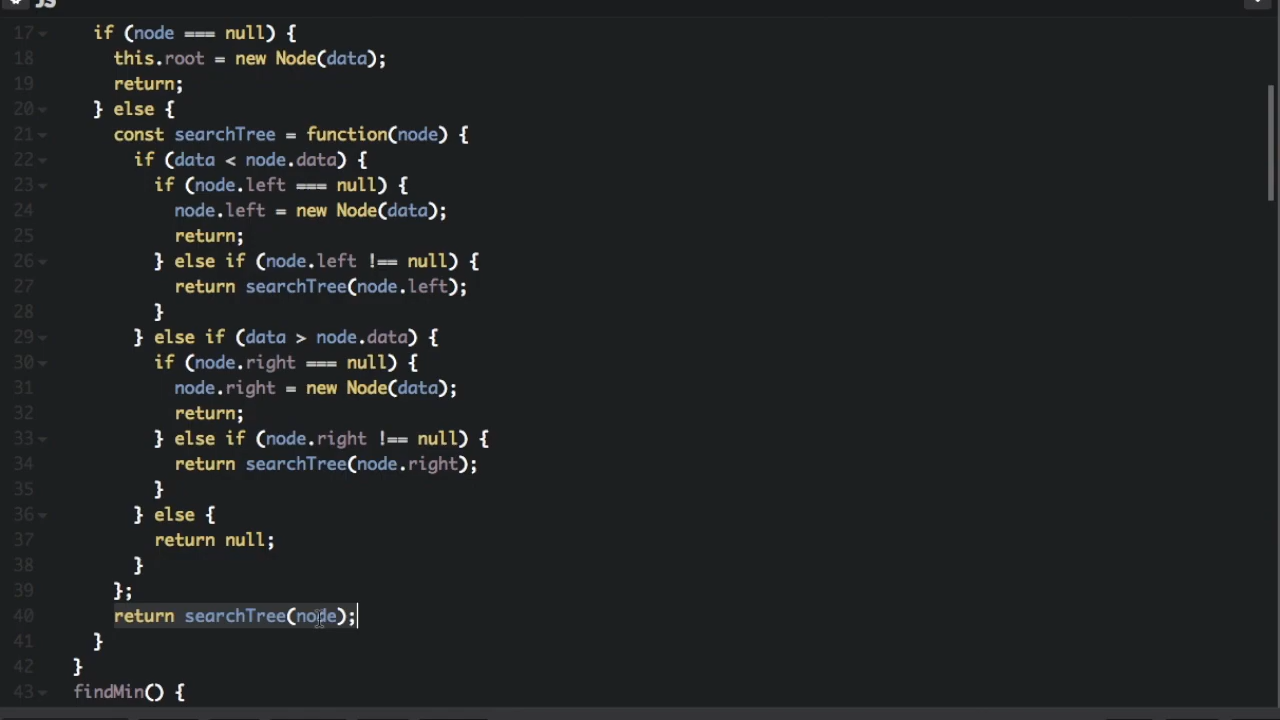 JS
17 if (node === null) {
18 this.root = new Node(data);
19 return;
20 } else {
21 const searchTree = function(node) {
22 if (data < node.data) {
23 if (node.left === null) {
24 node.left = new Node(data);
25 return;
26 } else if (node.left !== null) {
27 return searchTree(node.left);
28 }
29 } else if (data > node.data) {
30 if (node.right === null) {
31 node.right = new Node(data);
32 return;
33 } else if (node.right !== null) {
34 return searchTree(node.right);
35 }
36 } else {
37 return null;
38 }
39 };
40 return searchTree(node);
41 }
42 }
43 findMin() {